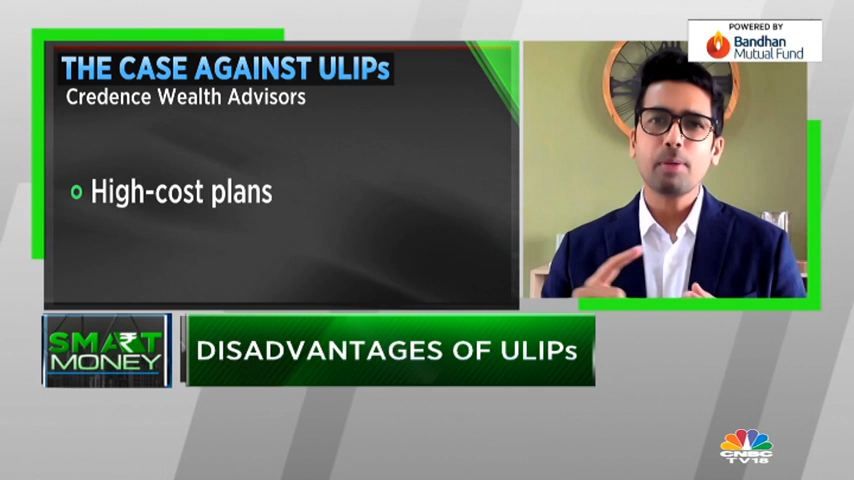 POWERED BY
Bandhan
Mutual Fund
THE CASE AGAINST ULIPs
Credence Wealth Advisors
High-cost plans
SMART
MONEY
DISADVANTAGES OF ULIPs
CNBC
TV18